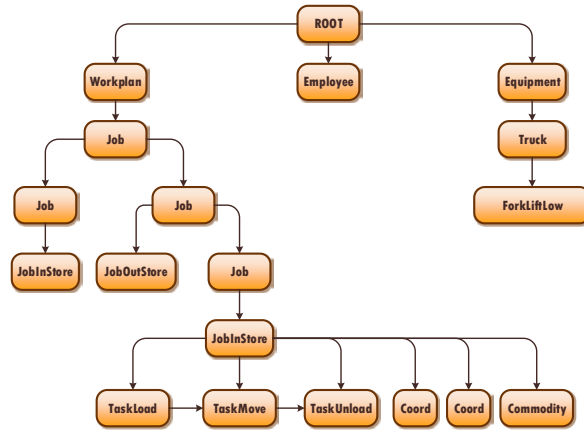 ROOT
Workplan
Employee
Equipment
Job
Truck
Job
Job
ForkLiftLow
JobInStore
JobOutStore
Job
JobInStore
TaskLoad
TaskMove
TaskUnload
Coord
Coord
Commodity